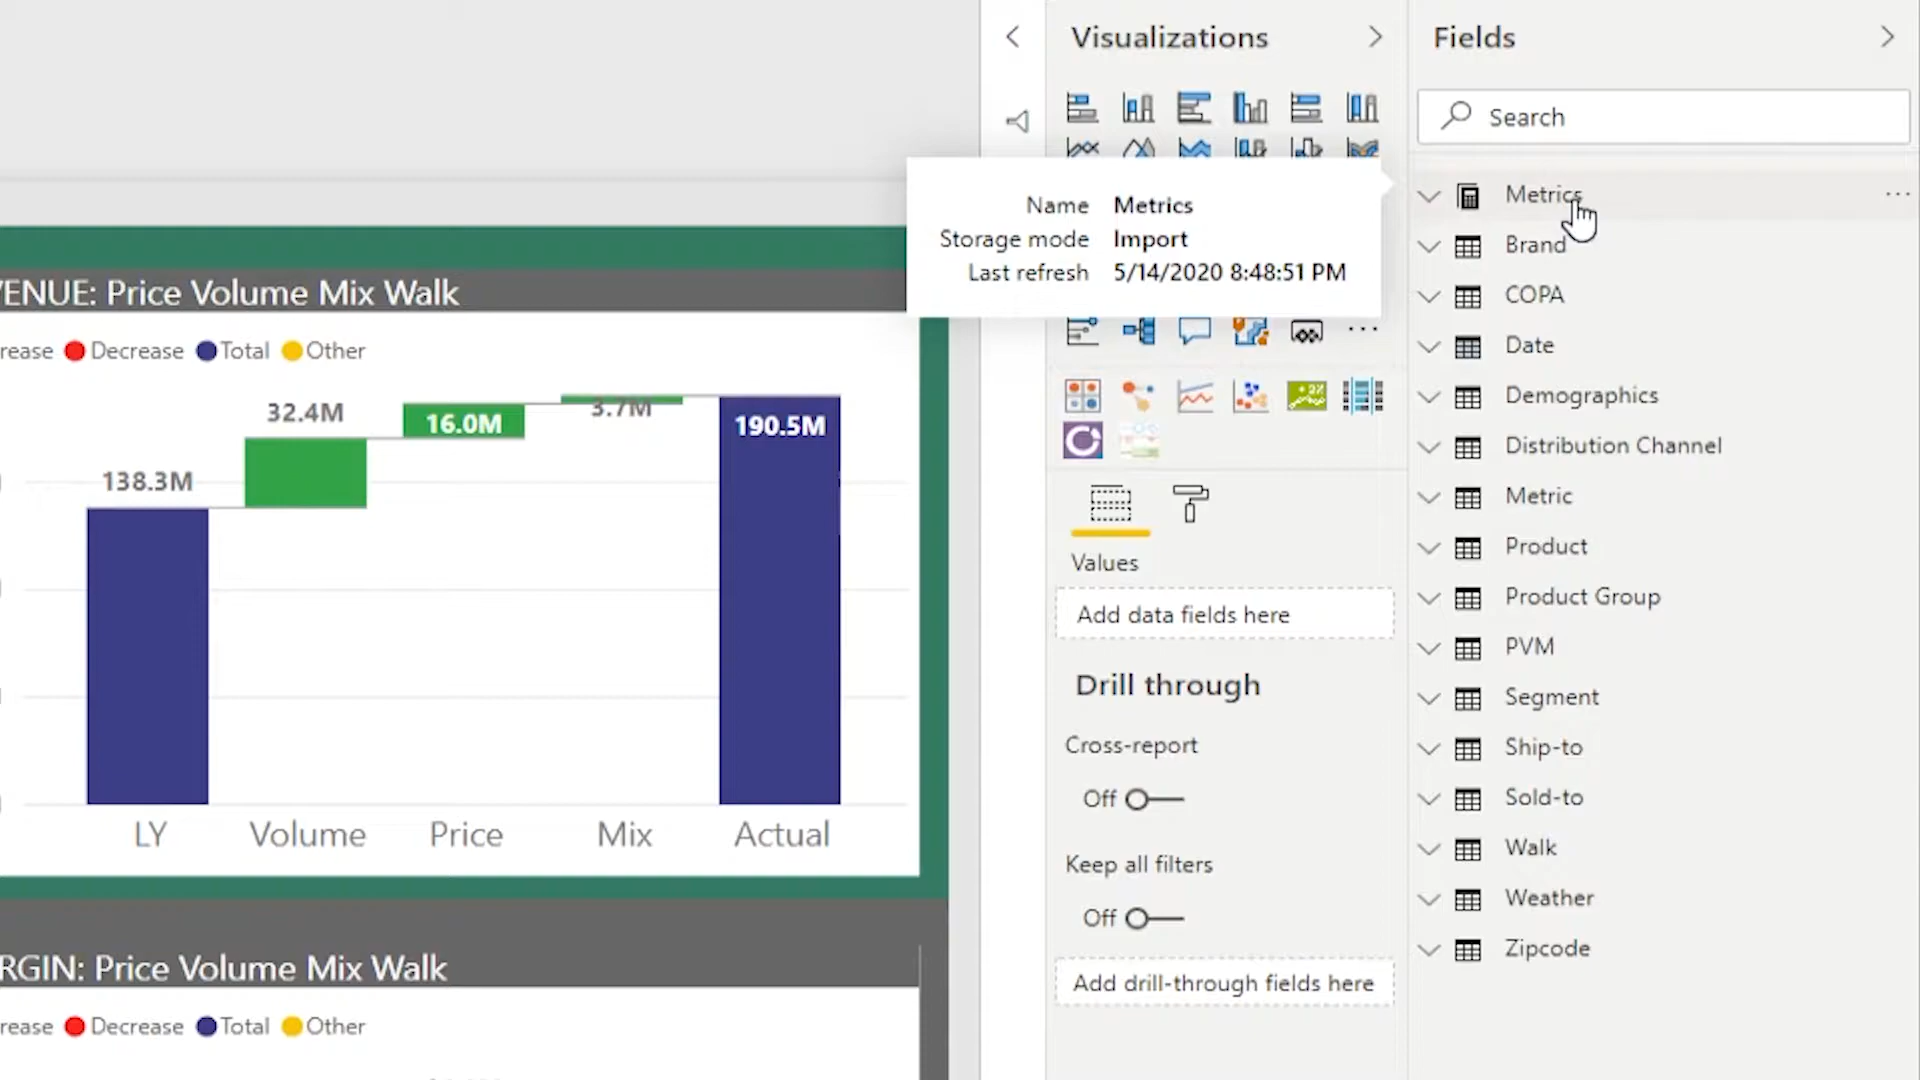 VENUE: Price Volume Mix Walk
rease Decrease Total Other
138.3M
32.4M
16.0M
3.7M
190.5M
LY Volume Price Mix Actual
RGIN: Price Volume Mix Walk
rease Decrease Total Other
Visualizations
Name Metrics
Storage mode Import
Last refresh 5/14/2020 8:48:51 PM
Values
Add data fields here
Drill through
Cross-report
Off
Keep all filters
Off
Add drill-through fields here
Fields
Search
Metrics
Brand
COPA
Date
Demographics
Distribution Channel
Metric
Product
Product Group
PVM
Segment
Ship-to
Sold-to
Walk
Weather
Zipcode